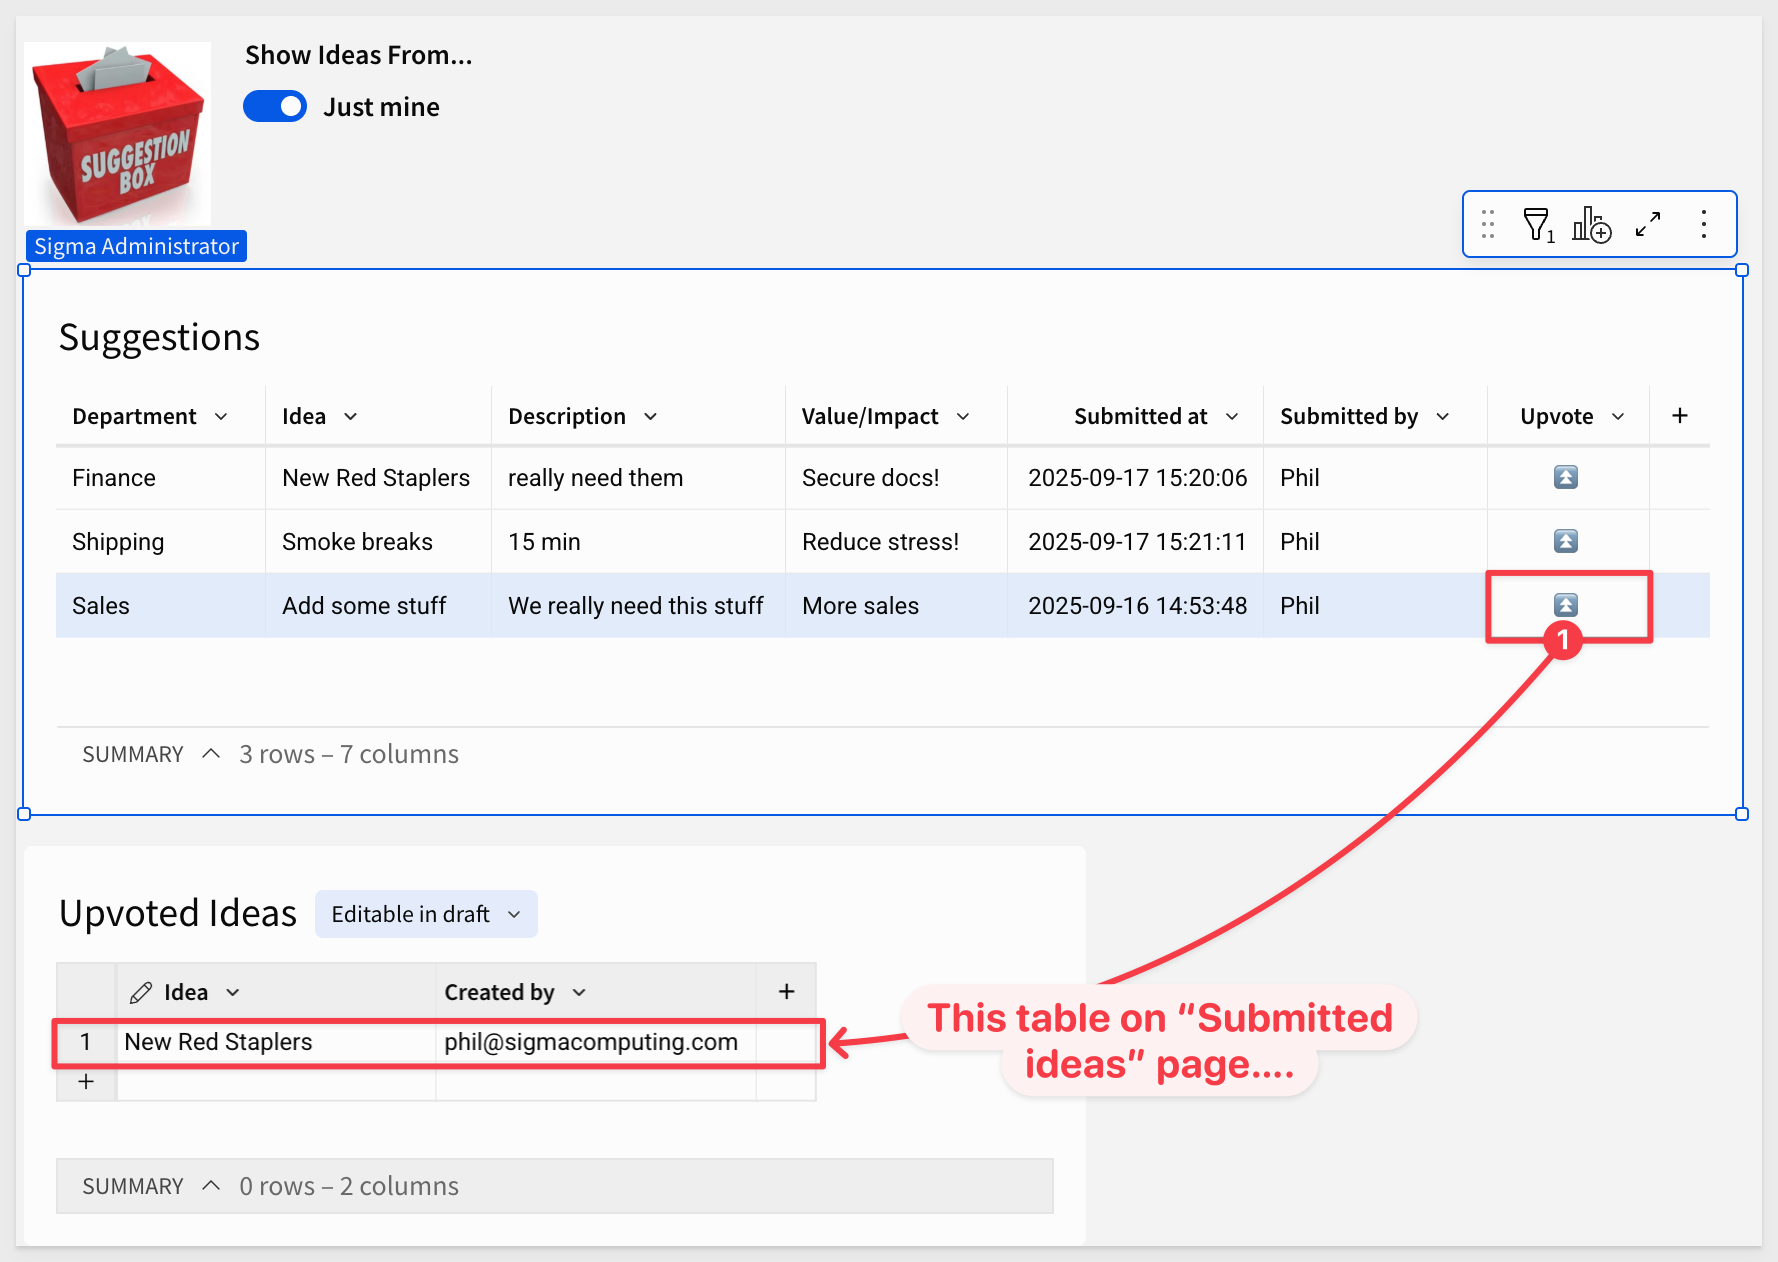 Show Ideas From...
SUGGESTION
BOX
Just mine
Sigma Administrator
1
Suggestions
Department Idea Description Value/Impact Submitted at Submitted by Upvote +
Finance New Red Staplers really need them Secure docs! 2025-09-17 15:20:06 Phil
Shipping Smoke breaks 15 min Reduce stress! 2025-09-17 15:21:11 Phil
Sales Add some stuff We really need this stuff More sales 2025-09-16 14:53:48 Phil
1
SUMMARY 3 rows – 7 columns
Upvoted Ideas Editable in draft
Idea Created by +
1 New Red Staplers phil@sigmacomputing.com
+
This table on “Submitted
ideas” page....
SUMMARY 0 rows – 2 columns